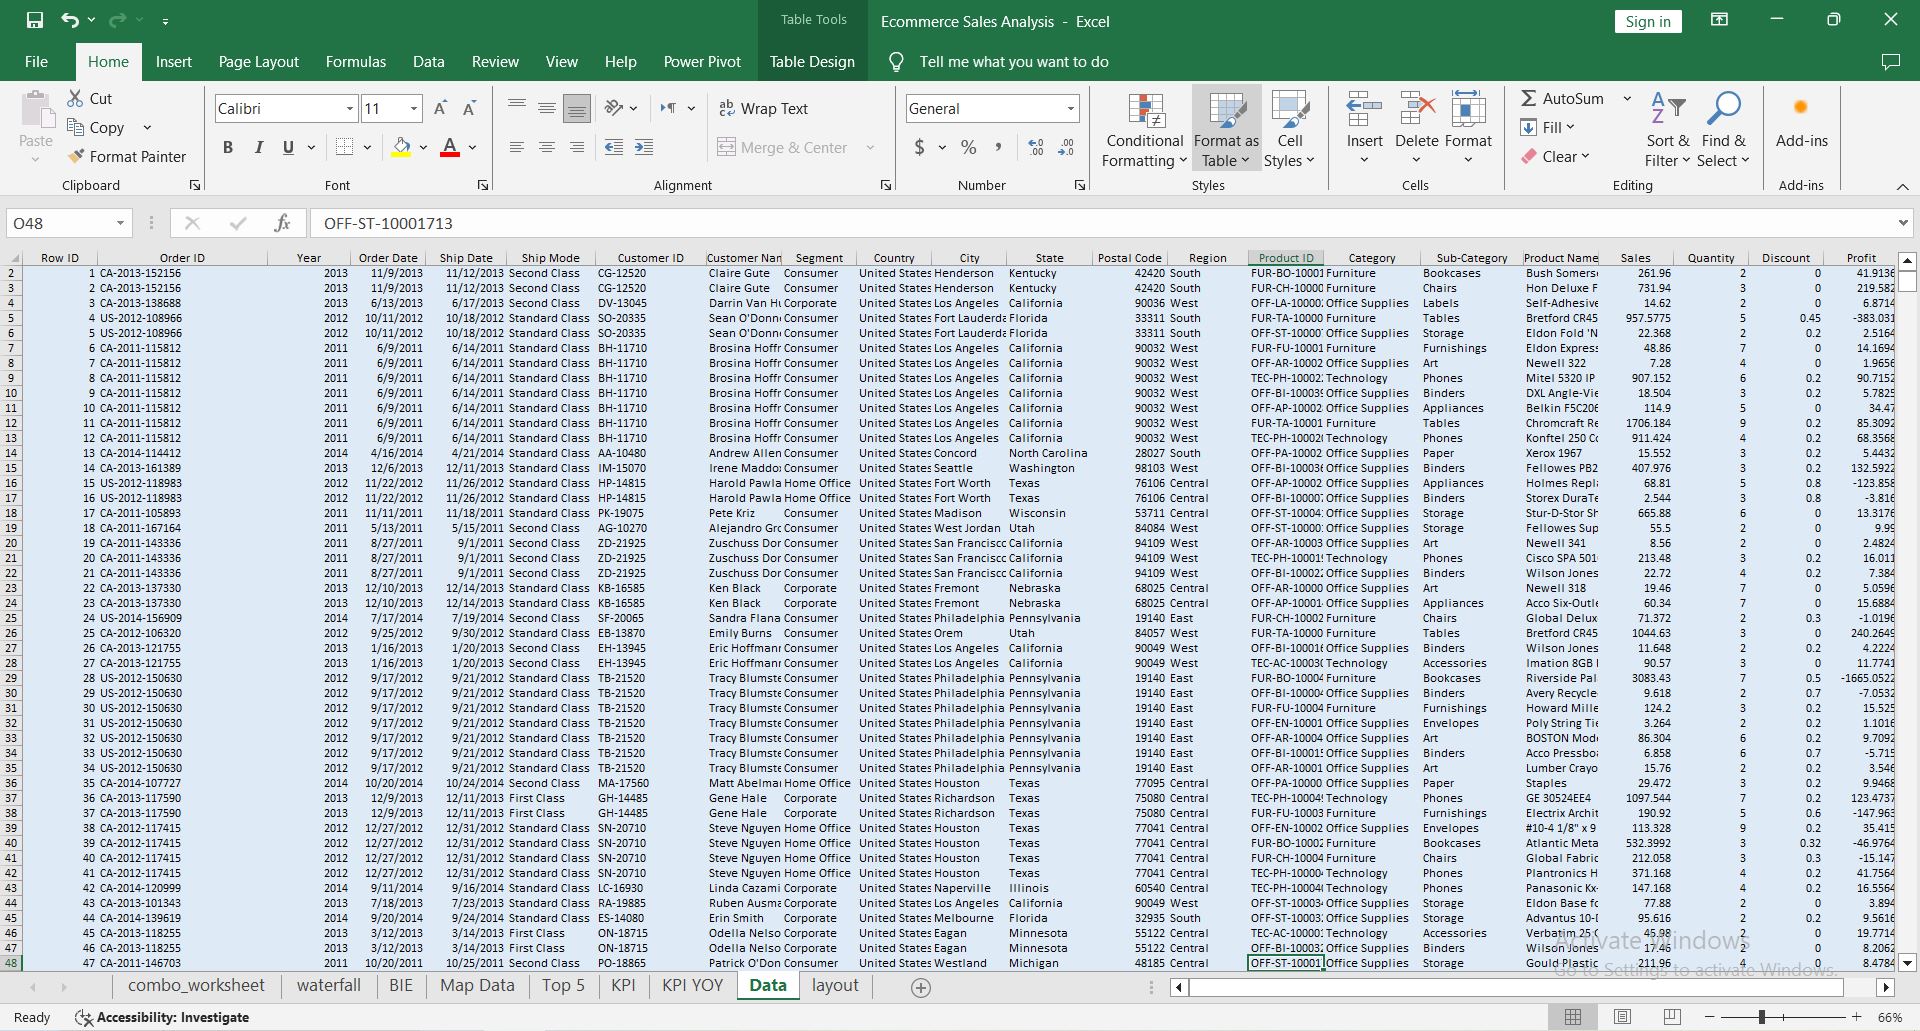 Table Tools
Ecommerce Sales Analysis - Excel
Sign in
File Home Insert Page Layout Formulas Data Review View Help Power Pivot Table Design Tell me what you want to do
Paste
Cut
Copy
Format Painter
Clipboard
Calibri 11
B I U A
Font
ab Wrap Text
Merge & Center
Alignment
General
$ % ,
Number
Conditional Formatting
Format as Table
Cell Styles
Styles
Insert Delete Format
Cells
AutoSum
Fill
Clear
Sort & Filter
Find & Select
Editing
Add-ins
Add-ins
O48 fx OFF-ST-10001713
Row ID Order ID Year Order Date Ship Date Ship Mode Customer ID Customer Nan Segment Country City State Postal Code Region Product ID Category Sub-Category Product Name Sales Quantity Discount Profit
2 1 CA-2013-152156 2013 11/9/2013 11/12/2013 Second Class CG-12520 Claire Gute Consumer United States Henderson Kentucky 42420 South FUR-BO-10001 Furniture Bookcases Bush Somers 261.96 2 0 41.9136
3 2 CA-2013-152156 2013 11/9/2013 11/12/2013 Second Class CG-12520 Claire Gute Consumer United States Henderson Kentucky 42420 South FUR-CH-10000 Furniture Chairs Hon Deluxe F 731.94 3 0 219.582
4 3 CA-2013-138688 2013 6/13/2013 6/17/2013 Second Class DV-13045 Darrin Van Corporate United States Los Angeles California 90036 West OFF-LA-10000 Office Supplies Labels Self-Adhesive 14.62 2 0 6.8714
5 4 US-2012-108966 2012 10/11/2012 10/18/2012 Standard Class SO-20335 Sean O'Donn Consumer United States Fort Lauderda Florida 33311 South FUR-TA-10000 Furniture Tables Bretford CR45 957.5775 5 0.45 -383.031
6 5 US-2012-108966 2012 10/11/2012 10/18/2012 Standard Class SO-20335 Sean O'Donn Consumer United States Fort Lauderda Florida 33311 South OFF-ST-10000 Office Supplies Storage Eldon Fold 'N 22.368 2 0.2 2.5164
7 6 CA-2011-115812 2011 6/9/2011 6/14/2011 Standard Class BH-11710 Brosina Hoffr Consumer United States Los Angeles California 90032 West FUR-FU-10001 Furniture Furnishings Eldon Express 48.86 7 0 14.1694
8 7 CA-2011-115812 2011 6/9/2011 6/14/2011 Standard Class BH-11710 Brosina Hoffr Consumer United States Los Angeles California 90032 West OFF-AR-10002 Office Supplies Art Newell 322 7.28 4 0 1.9656
9 8 CA-2011-115812 2011 6/9/2011 6/14/2011 Standard Class BH-11710 Brosina Hoffr Consumer United States Los Angeles California 90032 West TEC-PH-10002 Technology Phones Mitel 5320 IP 907.152 6 0.2 90.7152
10 9 CA-2011-115812 2011 6/9/2011 6/14/2011 Standard Class BH-11710 Brosina Hoffr Consumer United States Los Angeles California 90032 West OFF-BI-10003 Office Supplies Binders DXL Angle-Vie 18.504 3 0.2 5.7825
11 10 CA-2011-115812 2011 6/9/2011 6/14/2011 Standard Class BH-11710 Brosina Hoffr Consumer United States Los Angeles California 90032 West OFF-AP-10002 Office Supplies Appliances Belkin F5C206 114.9 5 0 34.47
12 11 CA-2011-115812 2011 6/9/2011 6/14/2011 Standard Class BH-11710 Brosina Hoffr Consumer United States Los Angeles California 90032 West FUR-TA-10001 Furniture Tables Chromcraft Re 1706.184 9 0.2 85.3092
13 12 CA-2011-115812 2011 6/9/2011 6/14/2011 Standard Class BH-11710 Brosina Hoffr Consumer United States Los Angeles California 90032 West TEC-PH-10002 Technology Phones Konftel 250 C 911.424 4 0.2 68.3568
14 13 CA-2014-114412 2014 4/16/2014 4/21/2014 Standard Class AA-10480 Andrew Allen Consumer United States Concord North Carolina 28027 South OFF-PA-10002 Office Supplies Paper Xerox 1967 15.552 3 0.2 5.4432
15 14 CA-2013-161389 2013 12/6/2013 12/11/2013 Standard Class IM-15070 Irene Maddo Consumer United States Seattle Washington 98103 West OFF-BI-10003 Office Supplies Binders Fellowes PB2 407.976 3 0.2 132.5922
16 15 US-2012-118983 2012 11/22/2012 11/26/2012 Standard Class HP-14815 Harold Pawla Home Office United States Fort Worth Texas 76106 Central OFF-AP-10002 Office Supplies Appliances Holmes Repl 68.81 5 0.8 -123.858
17 16 US-2012-118983 2012 11/22/2012 11/26/2012 Standard Class HP-14815 Harold Pawla Home Office United States Fort Worth Texas 76106 Central OFF-BI-10000 Office Supplies Binders Storex DuraTe 2.544 3 0.8 -3.816
18 17 CA-2011-105893 2011 11/11/2011 11/18/2011 Standard Class PK-19075 Pete Kriz Consumer United States Madison Wisconsin 53711 Central OFF-ST-10004 Office Supplies Storage Stur-D-Stor Sh 665.88 6 0 13.3176
19 18 CA-2011-167164 2011 5/13/2011 5/15/2011 Second Class AG-10270 Alejandro Gro Consumer United States West Jordan Utah 84084 West OFF-ST-10000 Office Supplies Storage Fellowes Sup 55.5 2 0 9.99
20 19 CA-2011-143336 2011 8/27/2011 9/1/2011 Second Class ZD-21925 Zuschuss Dor Consumer United States San Francisco California 94109 West OFF-AR-10003 Office Supplies Art Newell 341 8.56 2 0 2.4824
21 20 CA-2011-143336 2011 8/27/2011 9/1/2011 Second Class ZD-21925 Zuschuss Dor Consumer United States San Francisco California 94109 West TEC-PH-10001 Technology Phones Cisco SPA 501 213.48 3 0.2 16.011
22 21 CA-2011-143336 2011 8/27/2011 9/1/2011 Second Class ZD-21925 Zuschuss Dor Consumer United States San Francisco California 94109 West OFF-BI-10002 Office Supplies Binders Wilson Jones 22.72 4 0.2 7.384
23 22 CA-2013-137330 2013 12/10/2013 12/14/2013 Standard Class KB-16585 Ken Black Corporate United States Fremont Nebraska 68025 Central OFF-AR-10000 Office Supplies Art Newell 318 19.46 7 0 5.0596
24 23 CA-2013-137330 2013 12/10/2013 12/14/2013 Standard Class KB-16585 Ken Black Corporate United States Fremont Nebraska 68025 Central OFF-AP-10001 Office Supplies Appliances Acco Six-Outle 60.34 7 0 15.6884
25 24 US-2014-156909 2014 7/17/2014 7/19/2014 Second Class SF-20065 Sandra Flana Consumer United States Philadelphia Pennsylvania 19140 East FUR-CH-10002 Furniture Chairs Global Delux 71.372 2 0.3 -1.0196
26 25 CA-2012-106320 2012 9/25/2012 9/30/2012 Standard Class EB-13870 Emily Burns Consumer United States Orem Utah 84057 West FUR-TA-10000 Furniture Tables Bretford CR45 1044.63 3 0 240.2649
27 26 CA-2013-121755 2013 1/16/2013 1/20/2013 Second Class EH-13945 Eric Hoffmann Consumer United States Los Angeles California 90049 West OFF-BI-10001 Office Supplies Binders Wilson Jones 11.648 2 0.2 4.2224
28 27 CA-2013-121755 2013 1/16/2013 1/20/2013 Second Class EH-13945 Eric Hoffmann Consumer United States Los Angeles California 90049 West TEC-AC-10003 Technology Accessories Imation 8GB 90.57 3 0 11.7741
29 28 US-2012-150630 2012 9/17/2012 9/21/2012 Standard Class TB-21520 Tracy Blumste Consumer United States Philadelphia Pennsylvania 19140 East FUR-BO-10004 Furniture Bookcases Riverside Pal 3083.43 7 0.5 -1665.0522
30 29 US-2012-150630 2012 9/17/2012 9/21/2012 Standard Class TB-21520 Tracy Blumste Consumer United States Philadelphia Pennsylvania 19140 East OFF-BI-10004 Office Supplies Binders Avery Recycle 9.618 2 0.7 -7.0532
31 30 US-2012-150630 2012 9/17/2012 9/21/2012 Standard Class TB-21520 Tracy Blumste Consumer United States Philadelphia Pennsylvania 19140 East FUR-FU-10004 Furniture Furnishings Howard Mille 124.2 3 0.2 15.525
32 31 US-2012-150630 2012 9/17/2012 9/21/2012 Standard Class TB-21520 Tracy Blumste Consumer United States Philadelphia Pennsylvania 19140 East OFF-EN-10001 Office Supplies Envelopes Poly String Tie 3.264 2 0.2 1.1016
33 32 US-2012-150630 2012 9/17/2012 9/21/2012 Standard Class TB-21520 Tracy Blumste Consumer United States Philadelphia Pennsylvania 19140 East OFF-AR-10004 Office Supplies Art BOSTON Mod 86.304 6 0.2 9.7092
34 33 US-2012-150630 2012 9/17/2012 9/21/2012 Standard Class TB-21520 Tracy Blumste Consumer United States Philadelphia Pennsylvania 19140 East OFF-BI-10001 Office Supplies Binders Acco Pressbo 6.858 6 0.7 -5.715
35 34 US-2012-150630 2012 9/17/2012 9/21/2012 Standard Class TB-21520 Tracy Blumste Consumer United States Philadelphia Pennsylvania 19140 East OFF-AR-10001 Office Supplies Art Lumber Crayo 15.76 2 0.2 3.546
36 35 CA-2014-107727 2014 10/20/2014 10/24/2014 Second Class MA-17560 Matt Abelma Home Office United States Houston Texas 77095 Central OFF-PA-10000 Office Supplies Paper Staples 29.472 3 0.2 9.9468
37 36 CA-2013-117590 2013 12/9/2013 12/11/2013 First Class GH-14485 Gene Hale Corporate United States Richardson Texas 75080 Central TEC-PH-10004 Technology Phones GE 30524EE4 1097.544 7 0.2 123.4737
38 37 CA-2013-117590 2013 12/9/2013 12/11/2013 First Class GH-14485 Gene Hale Corporate United States Richardson Texas 75080 Central FUR-FU-10003 Furniture Furnishings Electrix Archit 190.92 5 0.6 -147.963
39 38 CA-2012-117415 2012 12/27/2012 12/31/2012 Standard Class SN-20710 Steve Nguyen Home Office United States Houston Texas 77041 Central OFF-EN-10002 Office Supplies Envelopes #10-4 1/8" x 9 113.328 9 0.2 35.415
40 39 CA-2012-117415 2012 12/27/2012 12/31/2012 Standard Class SN-20710 Steve Nguyen Home Office United States Houston Texas 77041 Central FUR-BO-10002 Furniture Bookcases Atlantic Meta 532.3992 3 0.32 -46.9764
41 40 CA-2012-117415 2012 12/27/2012 12/31/2012 Standard Class SN-20710 Steve Nguyen Home Office United States Houston Texas 77041 Central FUR-CH-10004 Furniture Chairs Global Fabric 212.058 3 0.3 -15.147
42 41 CA-2012-117415 2012 12/27/2012 12/31/2012 Standard Class SN-20710 Steve Nguyen Home Office United States Houston Texas 77041 Central TEC-PH-10000 Technology Phones Plantronics H 371.168 4 0.2 41.7564
43 42 CA-2014-120999 2014 9/11/2014 9/16/2014 Standard Class LC-16930 Linda Cazami Corporate United States Naperville Illinois 60540 Central TEC-PH-10004 Technology Phones Panasonic Kx- 147.168 4 0.2 16.5564
44 43 CA-2013-101343 2013 7/18/2013 7/23/2013 Standard Class RA-19885 Ruben Ausma Corporate United States Los Angeles California 90049 West OFF-ST-10003 Office Supplies Storage Eldon Base fo 77.88 2 0 3.894
45 44 CA-2014-139619 2014 9/20/2014 9/24/2014 Standard Class ES-14080 Erin Smith Corporate United States Melbourne Florida 32935 South OFF-ST-10003 Office Supplies Storage Advantus 10- 95.616 2 0.2 9.5616
46 45 CA-2013-118255 2013 3/12/2013 3/14/2013 First Class ON-18715 Odella Nelso Corporate United States Eagan Minnesota 55122 Central TEC-AC-10000 Technology Accessories Verbatim 25 45.98 2 0 19.7714
47 46 CA-2013-118255 2013 3/12/2013 3/14/2013 First Class ON-18715 Odella Nelso Corporate United States Eagan Minnesota 55122 Central OFF-BI-10003 Office Supplies Binders Wilson Jones 17.46 2 0 8.2062
48 47 CA-2011-146703 2011 10/20/2011 10/25/2011 Second Class PO-18865 Patrick O'Don Consumer United States Westland Michigan 48185 Central OFF-ST-10001 Office Supplies Storage Gould Plastic 211.96 4 0 8.4784
Activate Windows
Go to Settings to activate Windows.
combo_worksheet waterfall BIE Map Data Top 5 KPI KPI YOY Data layout
Ready Accessibility: Investigate 66%